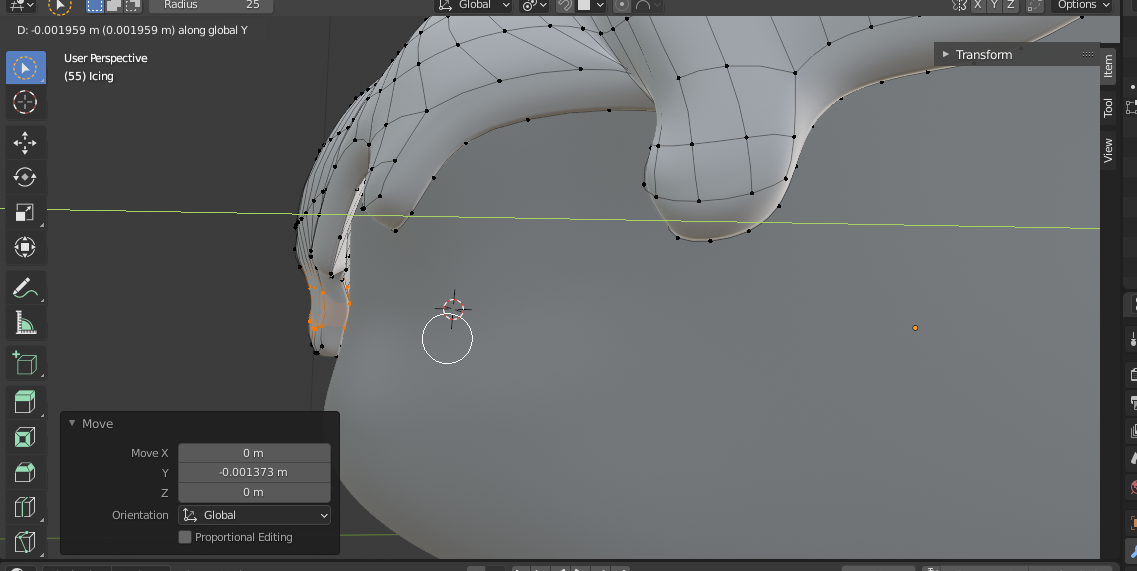 Radius 25
Global
X Y Z
Options
D: -0.001959 m (0.001959 m) along global Y
User Perspective
(55) Icing
Transform
Item
Tool
View
Move
Move X 0 m
Y -0.001373 m
Z 0 m
Orientation Global
Proportional Editing